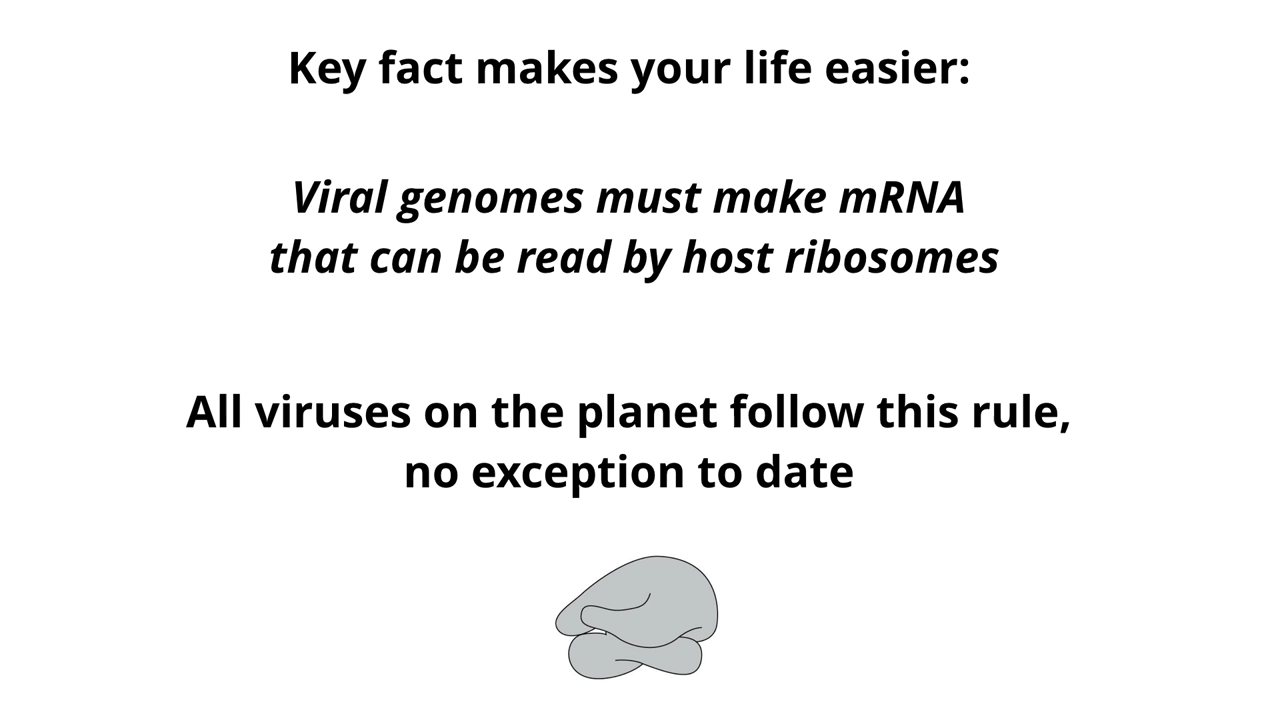 Key fact makes your life easier:
Viral genomes must make mRNA
that can be read by host ribosomes
All viruses on the planet follow this rule,
no exception to date